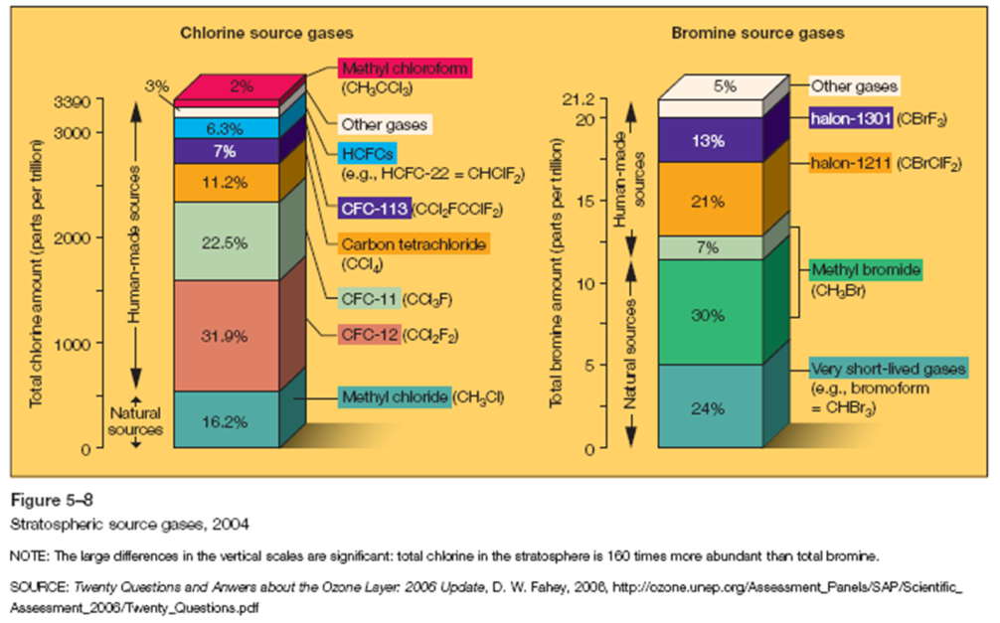 Chlorine source gases
Total chlorine amount (parts per trillion)
3390
3000
2000
1000
0
Human-made sources
Natural
sources
3%
2%
6.3%
7%
11.2%
22.5%
31.9%
16.2%
Methyl chloroform
(CH3CCl3)
Other gases
HCFCs
(e.g., HCFC-22 = CHClF2)
CFC-113 (CCl2FCClF2)
Carbon tetrachloride
(CCl4)
CFC-11 (CCl3F)
CFC-12 (CCl2F2)
Methyl chloride (CH3Cl)
Bromine source gases
Total bromine amount (parts per trillion)
21.2
20
15
10
5
0
Human-made
sources
Natural sources
5%
13%
21%
7%
30%
24%
Other gases
halon-1301 (CBrF3)
halon-1211 (CBrClF2)
Methyl bromide
(CH3Br)
Very short-lived gases
(e.g., bromoform
= CHBr3)
Figure 5–8
Stratospheric source gases, 2004
NOTE: The large differences in the vertical scales are significant: total chlorine in the stratosphere is 160 times more abundant than total bromine.
SOURCE: Twenty Questions and Anwers about the Ozone Layer: 2006 Update, D. W. Fahey, 2006, http://ozone.unep.org/Assessment_Panels/SAP/Scientific_
Assessment_2006/Twenty_Questions.pdf